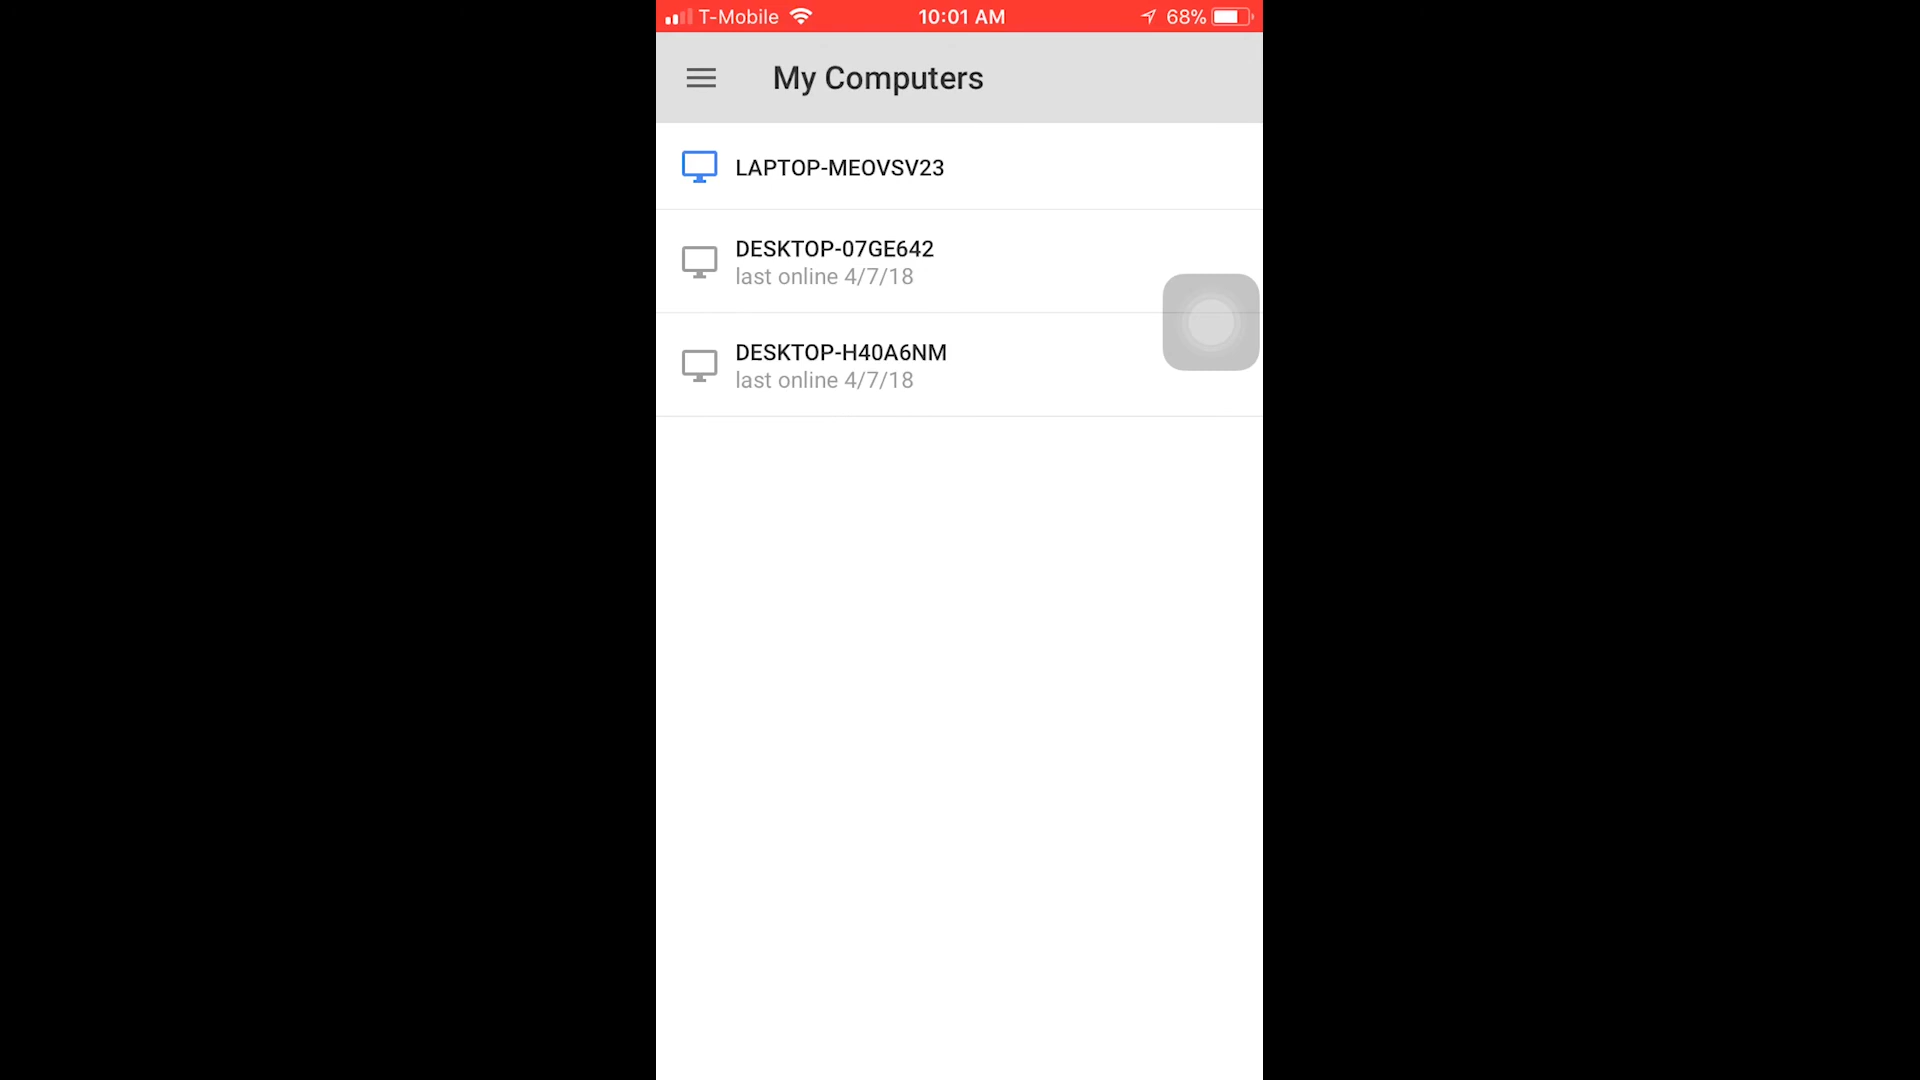 T-Mobile 10:01 AM 68%
My Computers
LAPTOP-MEOVSV23
DESKTOP-07GE642
last online 4/7/18
DESKTOP-H40A6NM
last online 4/7/18